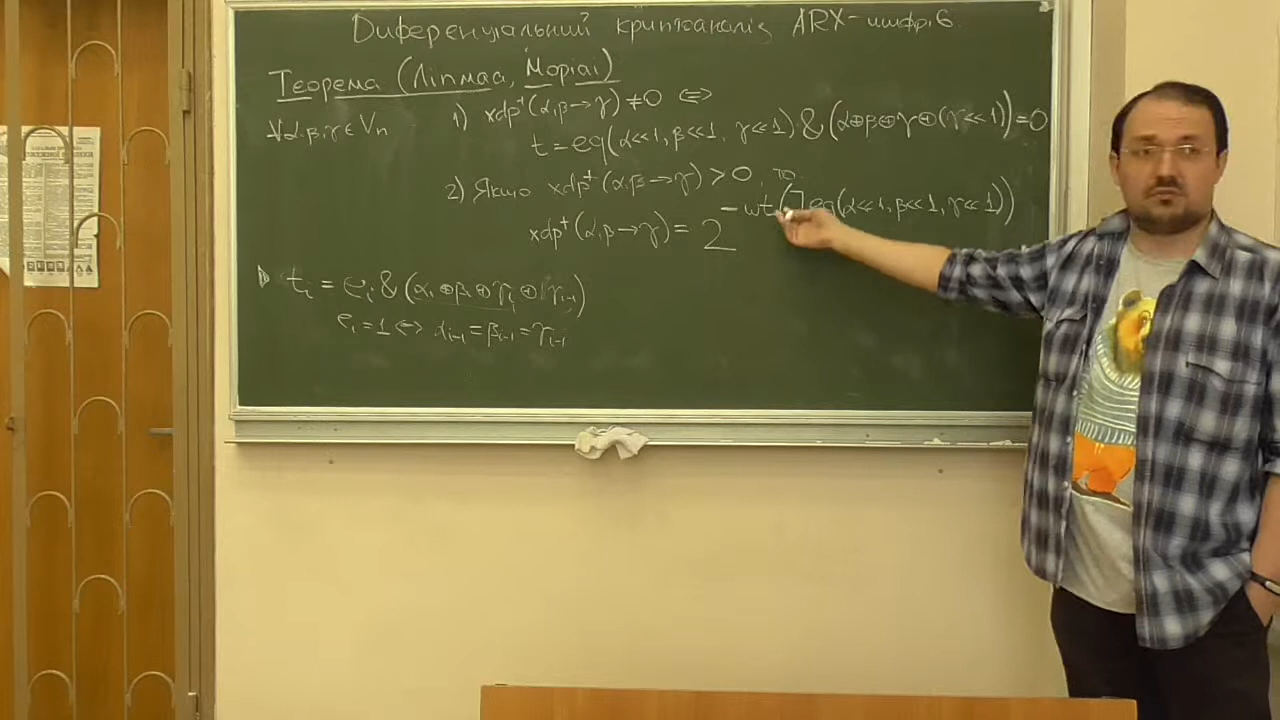 Диференціальний криптоаналіз ARX-шифрів
Теорема (Ліпмаа, Моріаі)
∀α,β,γ ∈ Vn 1) xdp⁺(α,β→γ) ≠ 0 ⇔
t = eq(α≪1, β≪1, γ≪1) & (α⊕β⊕γ⊕(γ≪1)) = 0
2) Якщо xdp⁺(α,β→γ) > 0, то
xdp⁺(α,β→γ) = 2^(-wt(¬eq(α≪1, β≪1, γ≪1)))
tᵢ = eᵢ & (αᵢ⊕βᵢ⊕γᵢ⊕γᵢ₋₁)
eᵢ = 1 ⇔ αᵢ₋₁ = βᵢ₋₁ = γᵢ₋₁